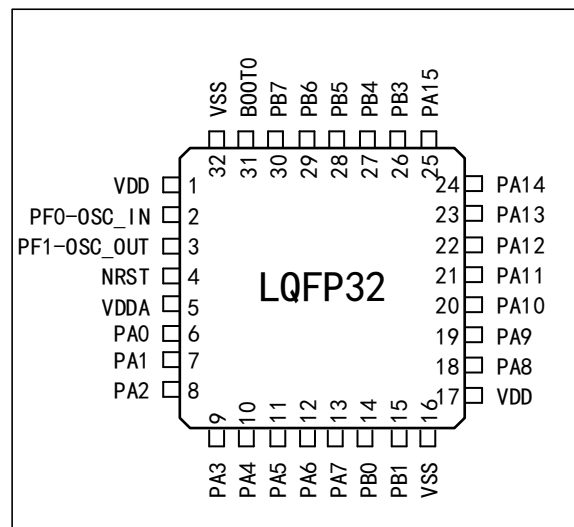 VSS BOOT0 PB7 PB6 PB5 PB4 PB3 PA15
32 31 30 29 28 27 26 25
VDD 1
PF0-OSC_IN 2
PF1-OSC_OUT 3
NRST 4
VDDA 5
PA0 6
PA1 7
PA2 8
LQFP32
24 PA14
23 PA13
22 PA12
21 PA11
20 PA10
19 PA9
18 PA8
17 VDD
9 10 11 12 13 14 15 16
PA3 PA4 PA5 PA6 PA7 PB0 PB1 VSS